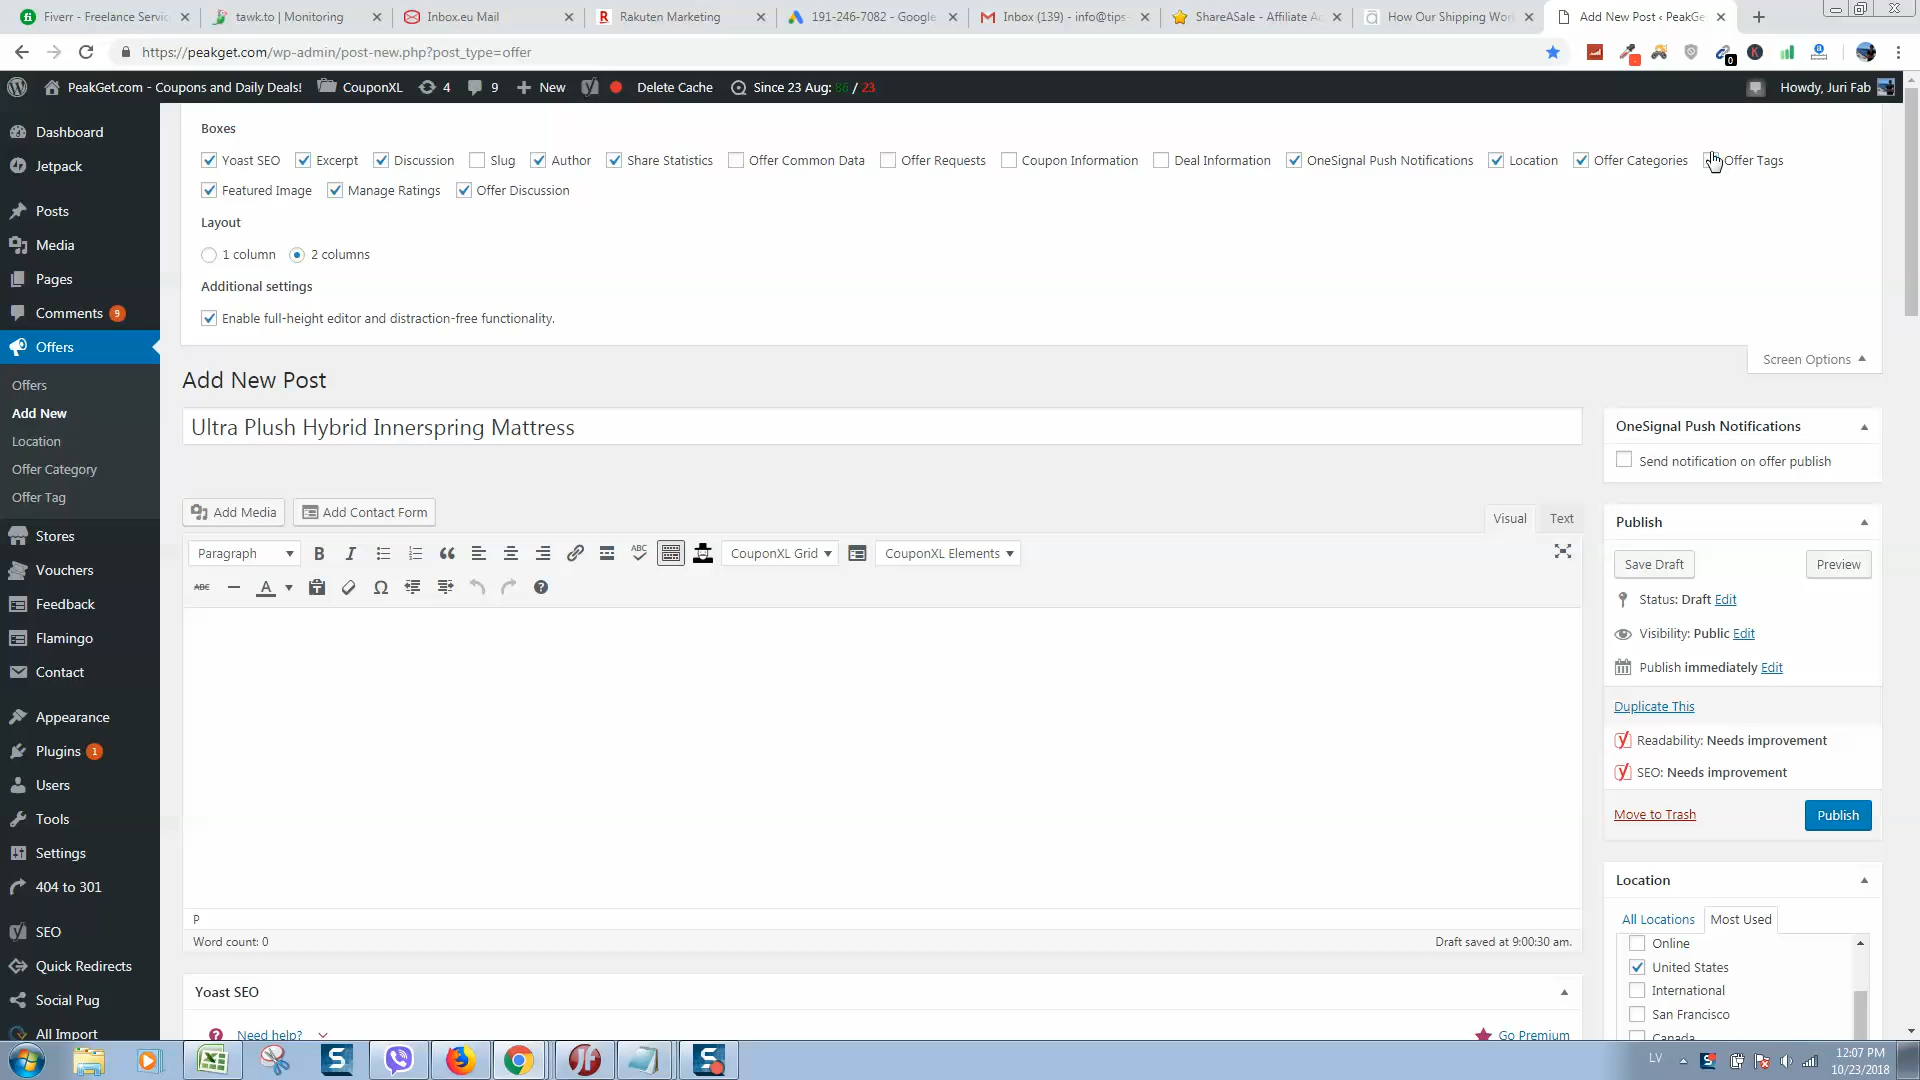 Fiverr - Freelance Servic
tawk.to | Monitoring
Inbox.eu Mail
Rakuten Marketing
191-246-7082 - Google
Inbox (139) - info@tips-
ShareASale - Affiliate Ac
How Our Shipping Wor
Add New Post ‹ PeakGe
https://peakget.com/wp-admin/post-new.php?post_type=offer
PeakGet.com - Coupons and Daily Deals!
CouponXL
4
9
New
Delete Cache
Since 23 Aug: 86 / 23
Howdy, Juri Fab
Dashboard
Jetpack
Posts
Media
Pages
Comments 9
Offers
Offers
Add New
Location
Offer Category
Offer Tag
Stores
Vouchers
Feedback
Flamingo
Contact
Appearance
Plugins 1
Users
Tools
Settings
404 to 301
SEO
Quick Redirects
Social Pug
All Import
Boxes
Yoast SEO Excerpt Discussion Slug Author Share Statistics Offer Common Data Offer Requests Coupon Information Deal Information OneSignal Push Notifications Location Offer Categories Offer Tags
Featured Image Manage Ratings Offer Discussion
Layout
1 column 2 columns
Additional settings
Enable full-height editor and distraction-free functionality.
Screen Options
Add New Post
Ultra Plush Hybrid Innerspring Mattress
Add Media Add Contact Form
Visual Text
Paragraph B I ABC CouponXL Grid CouponXL Elements
ABC A Ω
P
Word count: 0
Draft saved at 9:00:30 am.
Yoast SEO
Need help?
Go Premium
OneSignal Push Notifications
Send notification on offer publish
Publish
Save Draft Preview
Status: Draft Edit
Visibility: Public Edit
Publish immediately Edit
Duplicate This
Readability: Needs improvement
SEO: Needs improvement
Move to Trash Publish
Location
All Locations Most Used
Online
United States
International
San Francisco
Canada
LV
12:07 PM
10/23/2018